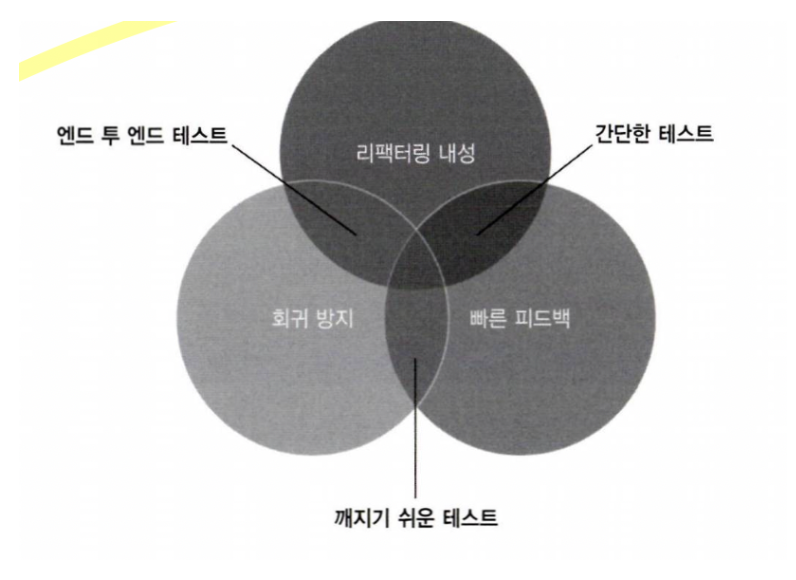 엔드 투 엔드 테스트
간단한 테스트
리팩터링 내성
회귀 방지
빠른 피드백
깨지기 쉬운 테스트